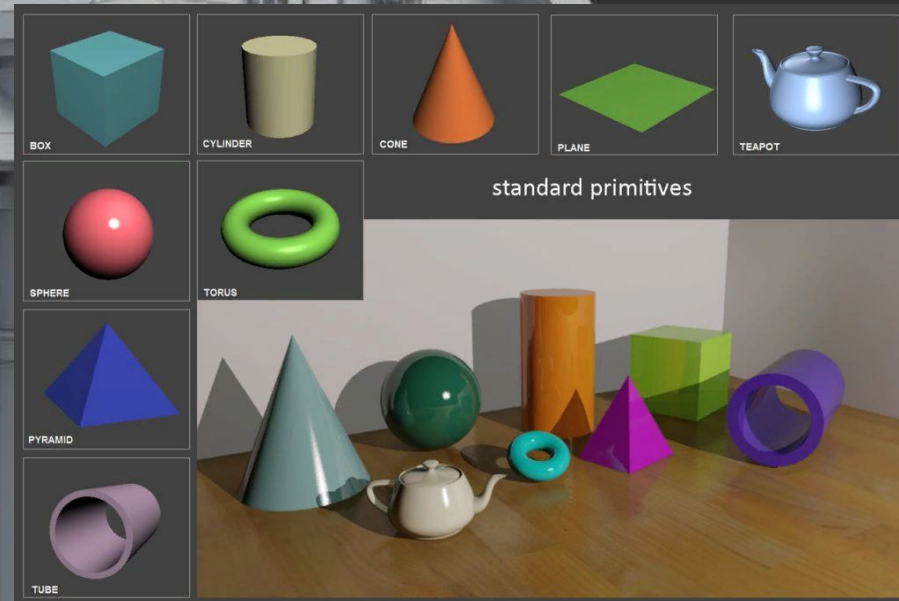 BOX
CYLINDER
CONE
PLANE
TEAPOT
standard primitives
SPHERE
TORUS
PYRAMID
TUBE